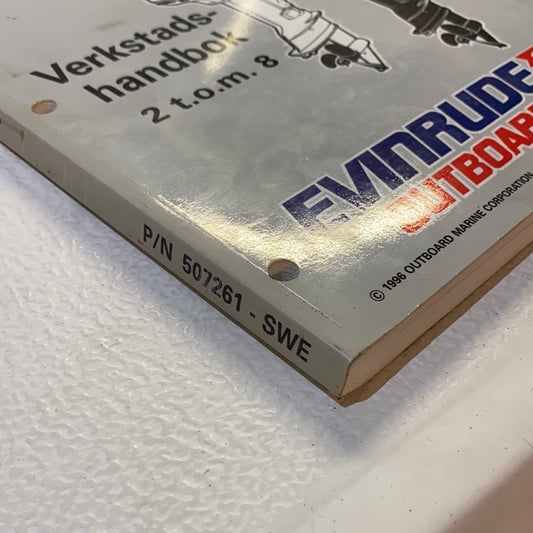 Verkstads-
handbok
2 t.o.m. 8
EVINRUDE
OUTBOARD
© 1996 OUTBOARD MARINE CORPORATION
P/N 507261 - SWE